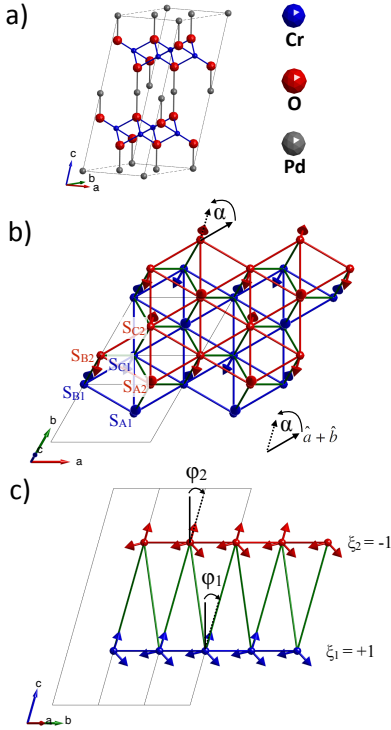 a)
Cr
O
Pd
c
b
a
b)
α
S_C2
S_B2
S_C1
S_A2
S_B1
S_A1
α
â + b̂
b
c
a
c)
φ₂
ξ₂ = -1
φ₁
ξ₁ = +1
c
a
b